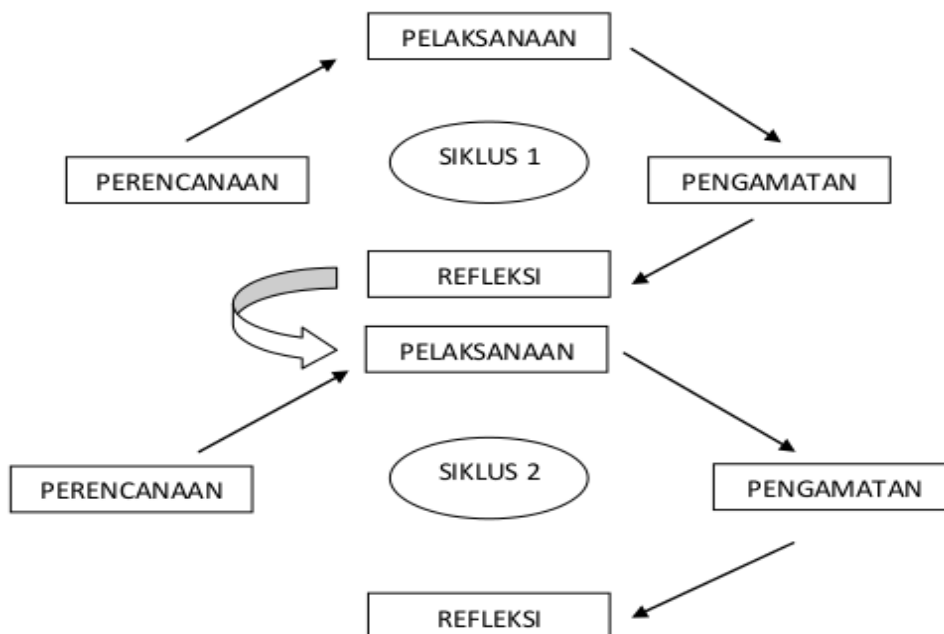 PELAKSANAAN
SIKLUS 1
PERENCANAAN
PENGAMATAN
REFLEKSI
PELAKSANAAN
SIKLUS 2
PERENCANAAN
PENGAMATAN
REFLEKSI